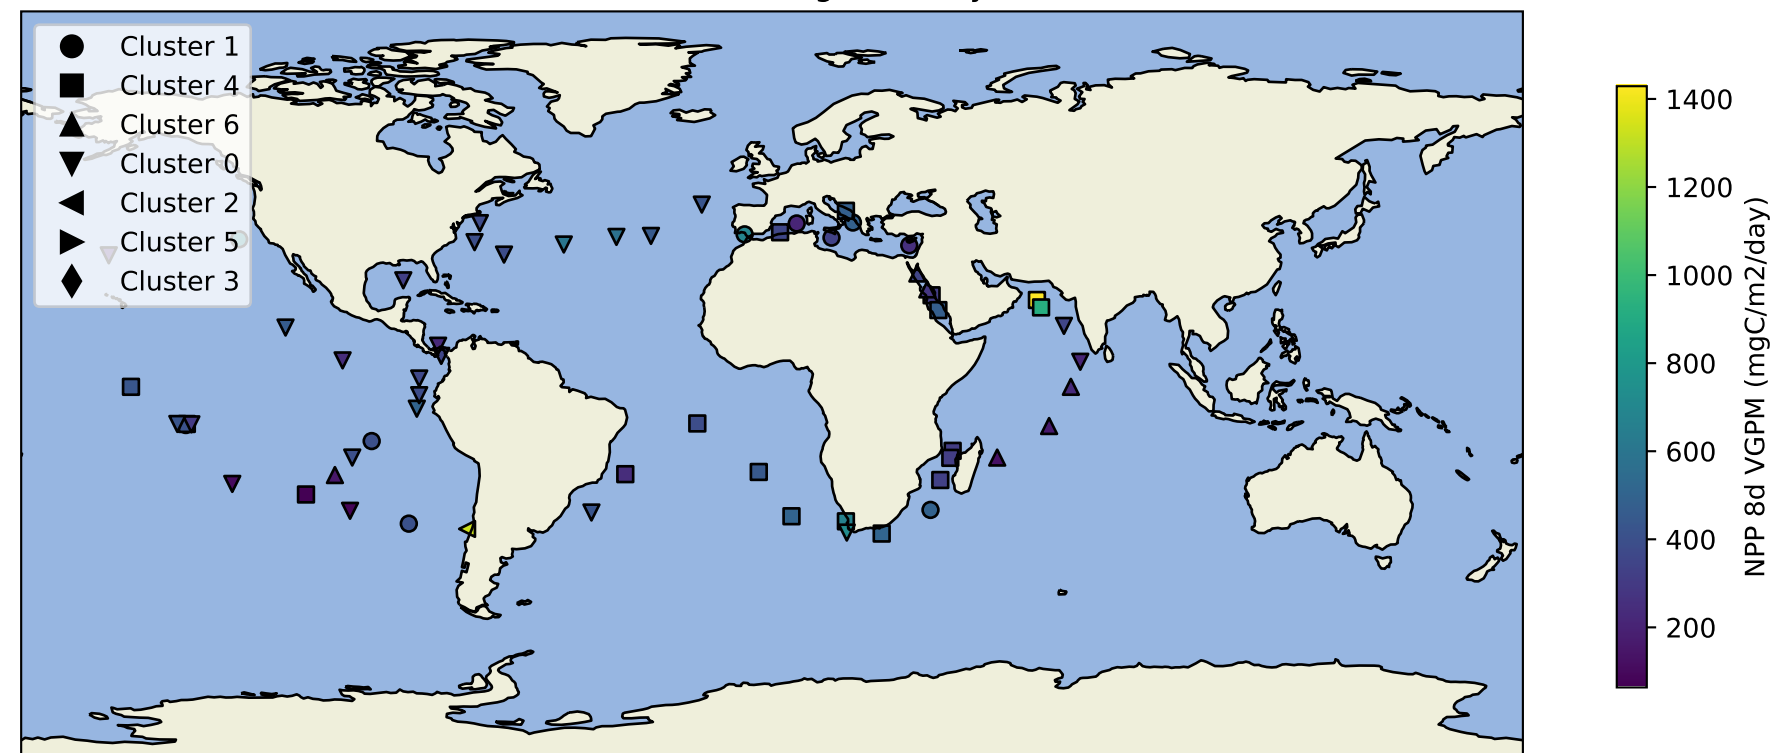 Cluster 1
Cluster 4
Cluster 6
Cluster 0
Cluster 2
Cluster 5
Cluster 3
1400
1200
1000
800
600
400
200
NPP 8d VGPM (mgC/m2/day)